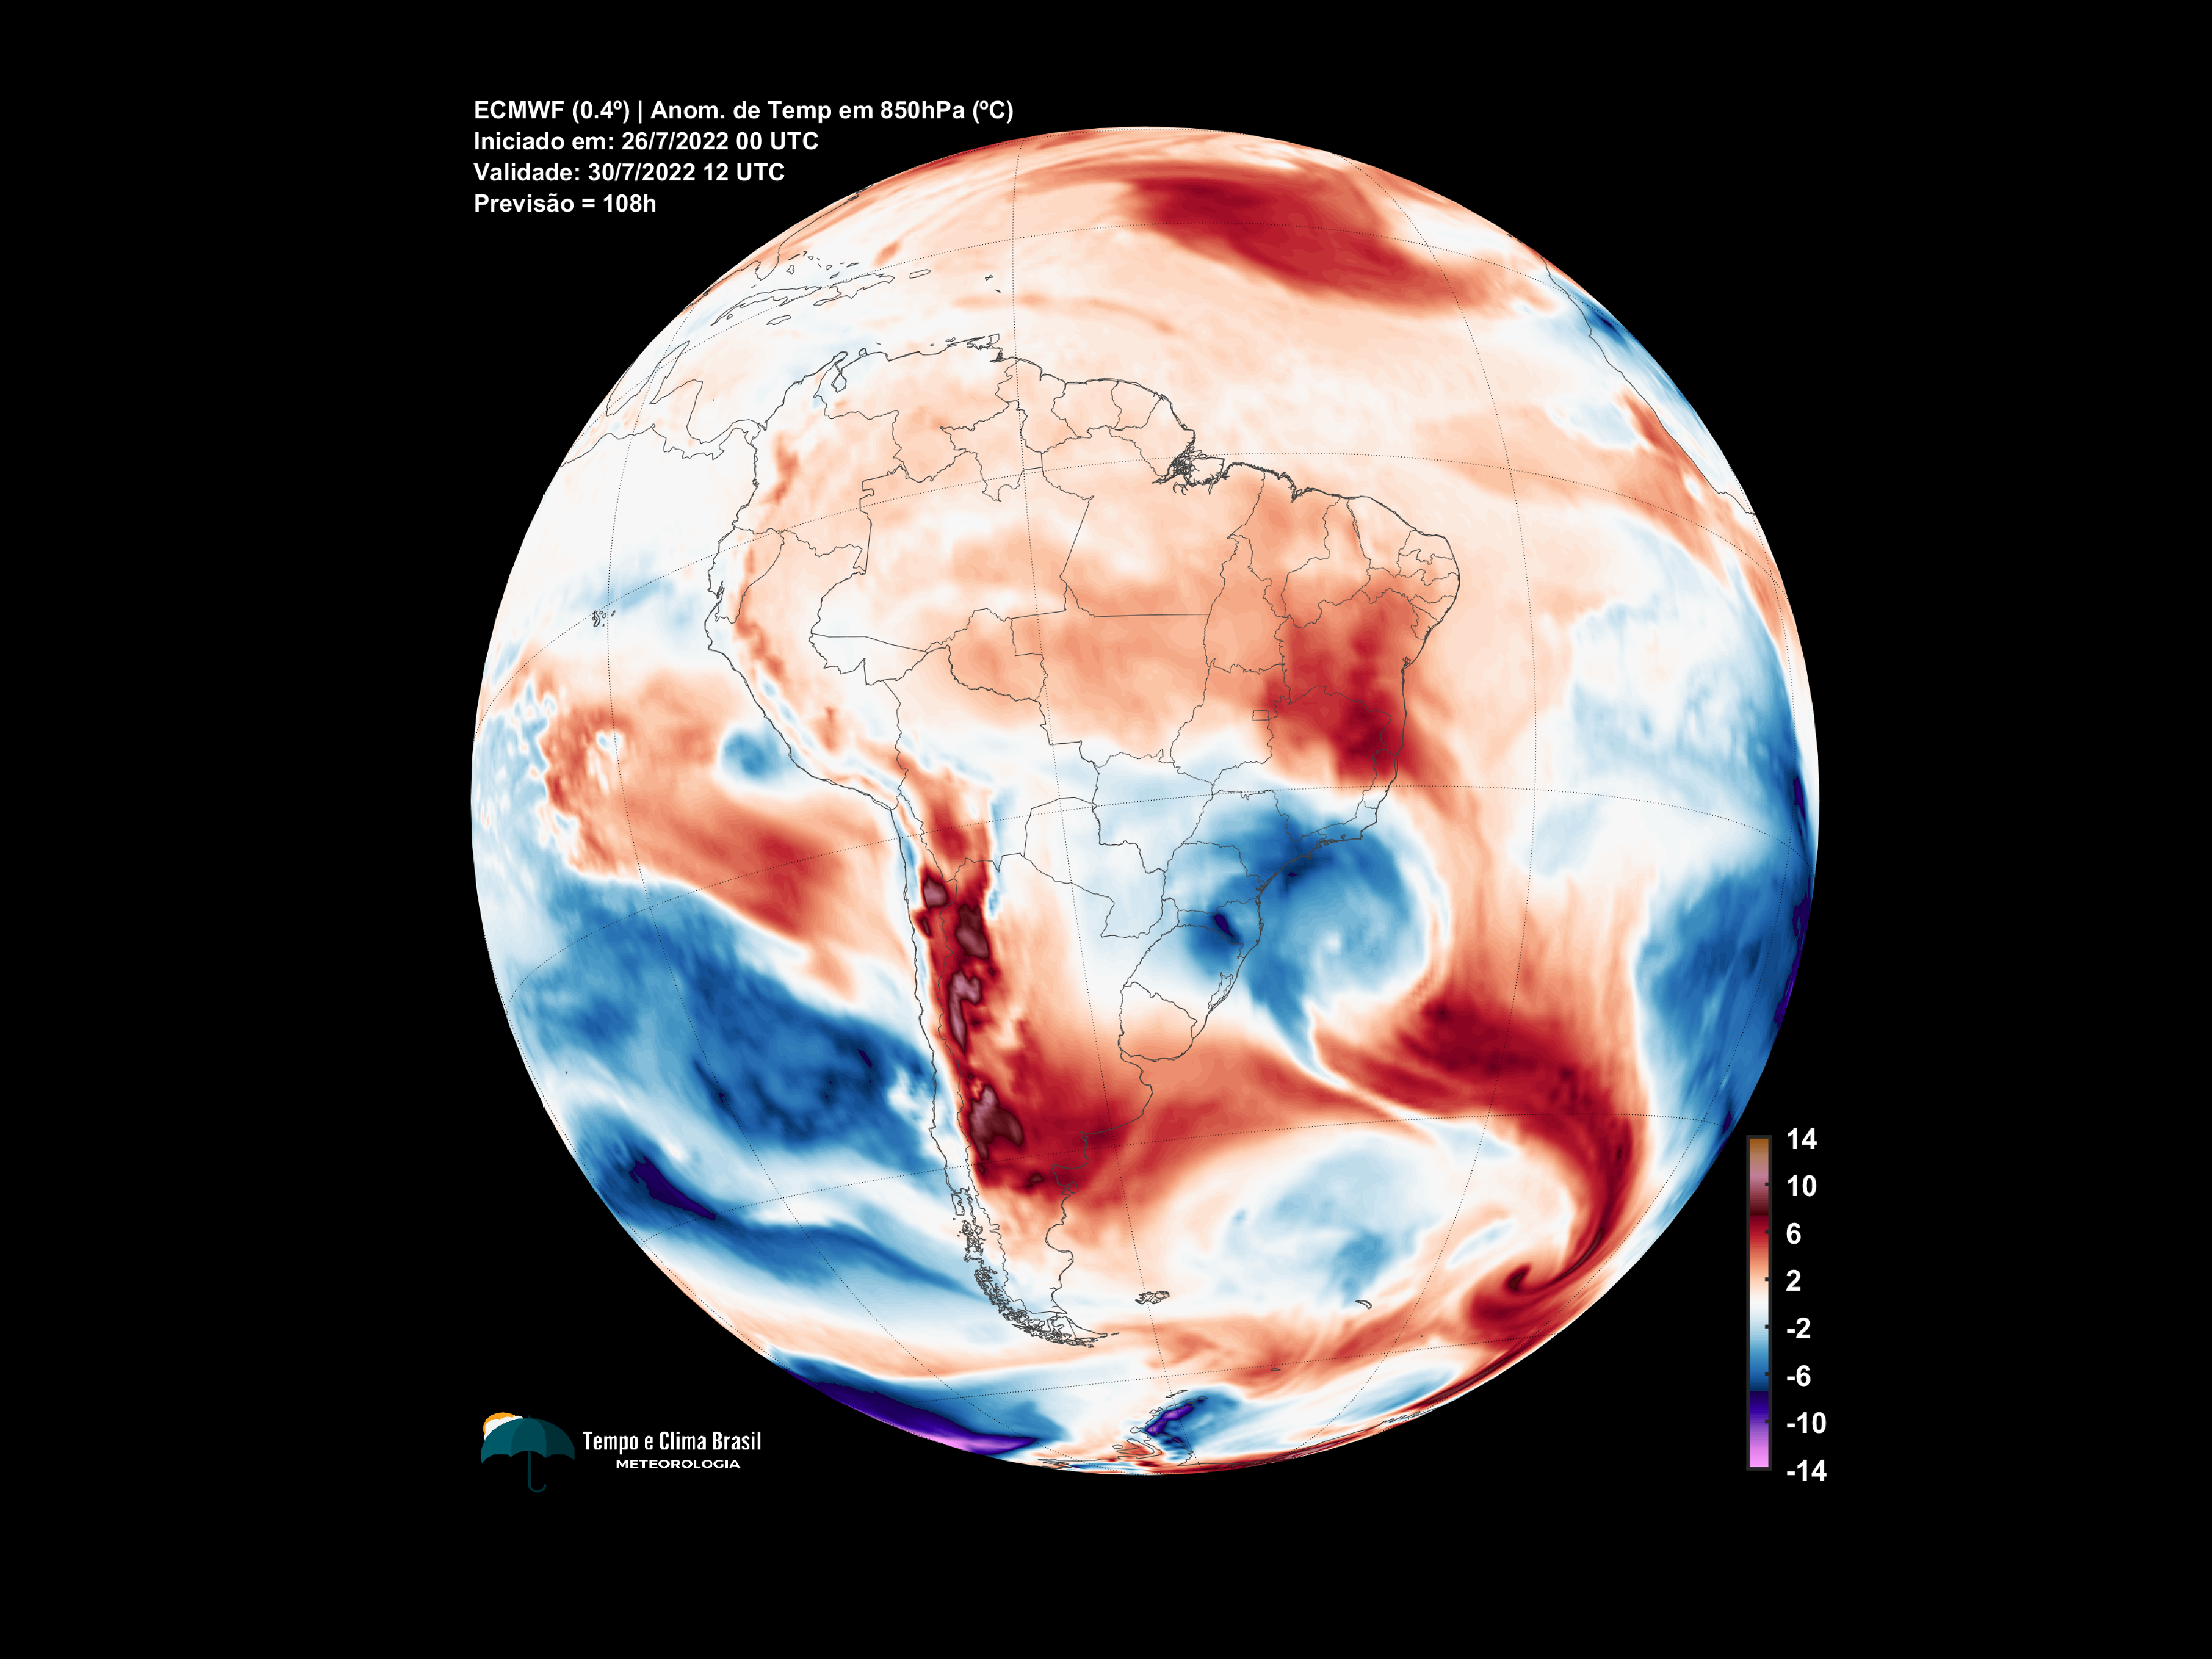 ECMWF (0.4º) | Anom. de Temp em 850hPa (ºC)
Iniciado em: 26/7/2022 00 UTC
Validade: 30/7/2022 12 UTC
Previsão = 108h
14
10
6
2
-2
-6
-10
-14
Tempo e Clima Brasil
METEOROLOGIA